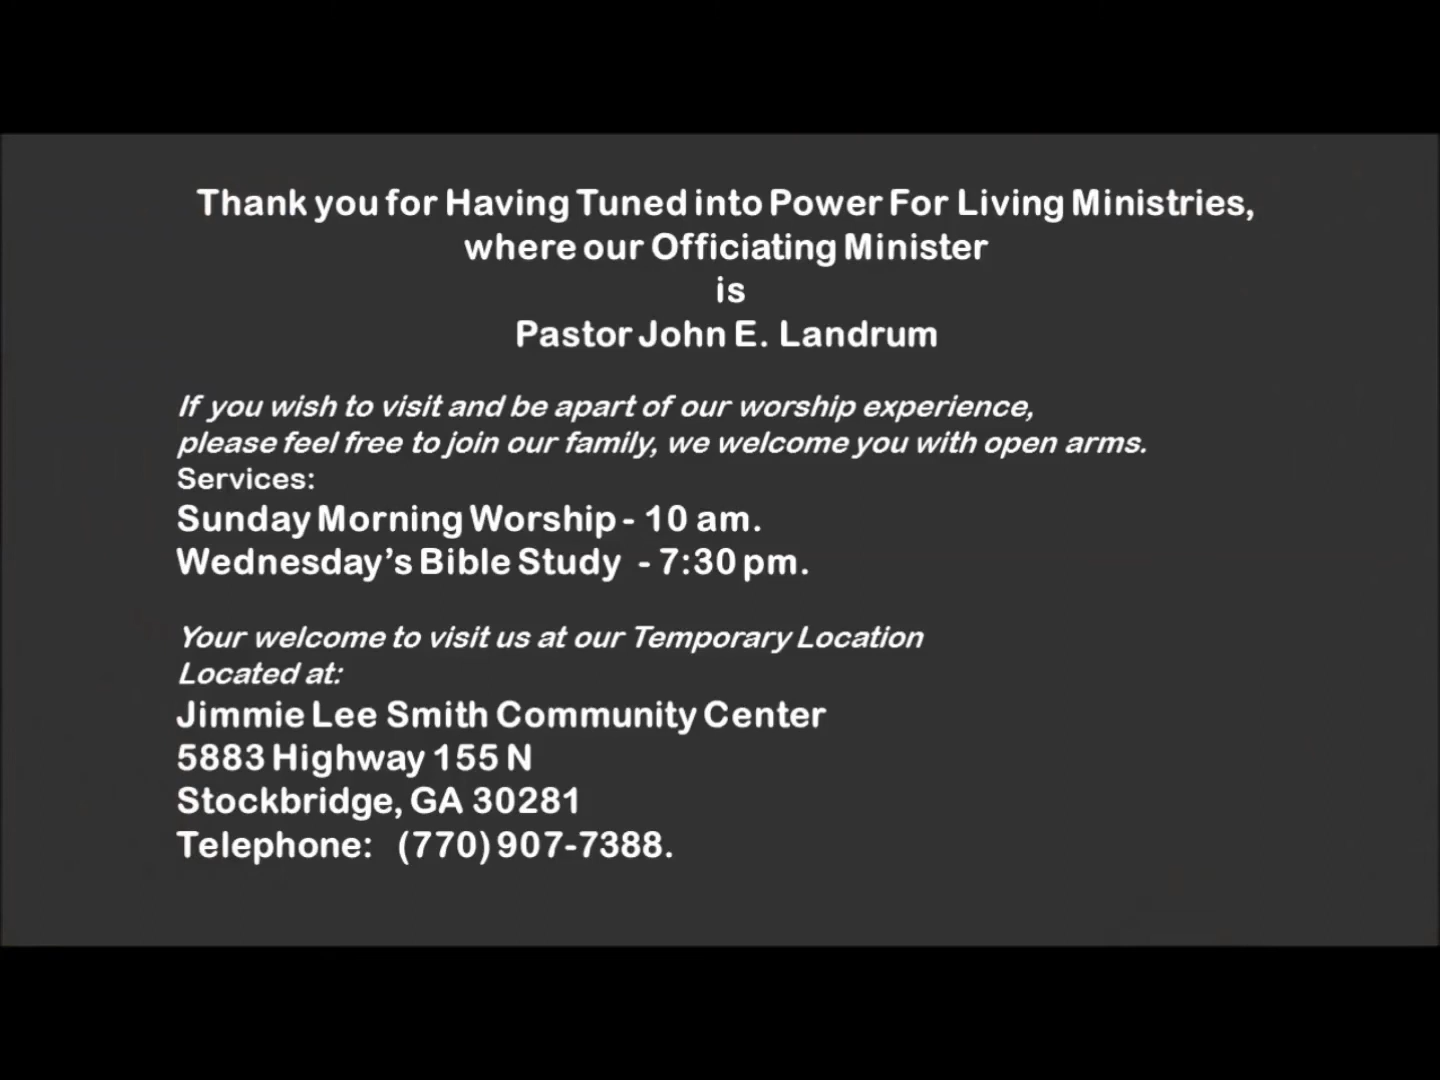 Thank you for Having Tuned into Power For Living Ministries,
where our Officiating Minister
is
Pastor John E. Landrum
If you wish to visit and be apart of our worship experience,
please feel free to join our family, we welcome you with open arms.
Services:
Sunday Morning Worship - 10 am.
Wednesday’s Bible Study - 7:30 pm.
Your welcome to visit us at our Temporary Location
Located at:
Jimmie Lee Smith Community Center
5883 Highway 155 N
Stockbridge, GA 30281
Telephone: (770) 907-7388.